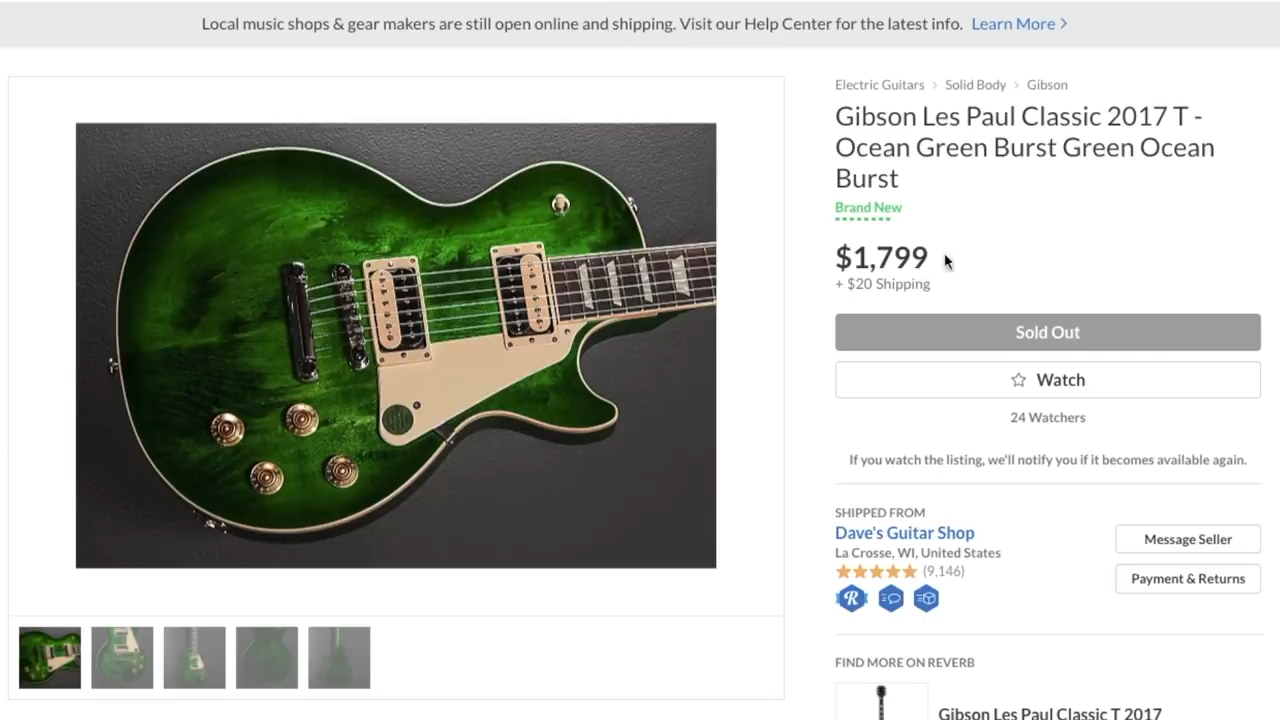 Local music shops & gear makers are still open online and shipping. Visit our Help Center for the latest info. Learn More >
Electric Guitars > Solid Body > Gibson
Gibson Les Paul Classic 2017 T -
Ocean Green Burst Green Ocean
Burst
Brand New
$1,799
+ $20 Shipping
Sold Out
Watch
24 Watchers
If you watch the listing, we'll notify you if it becomes available again.
SHIPPED FROM
Dave's Guitar Shop
La Crosse, WI, United States
(9,146)
R
Message Seller
Payment & Returns
FIND MORE ON REVERB
Gibson Les Paul Classic T 2017